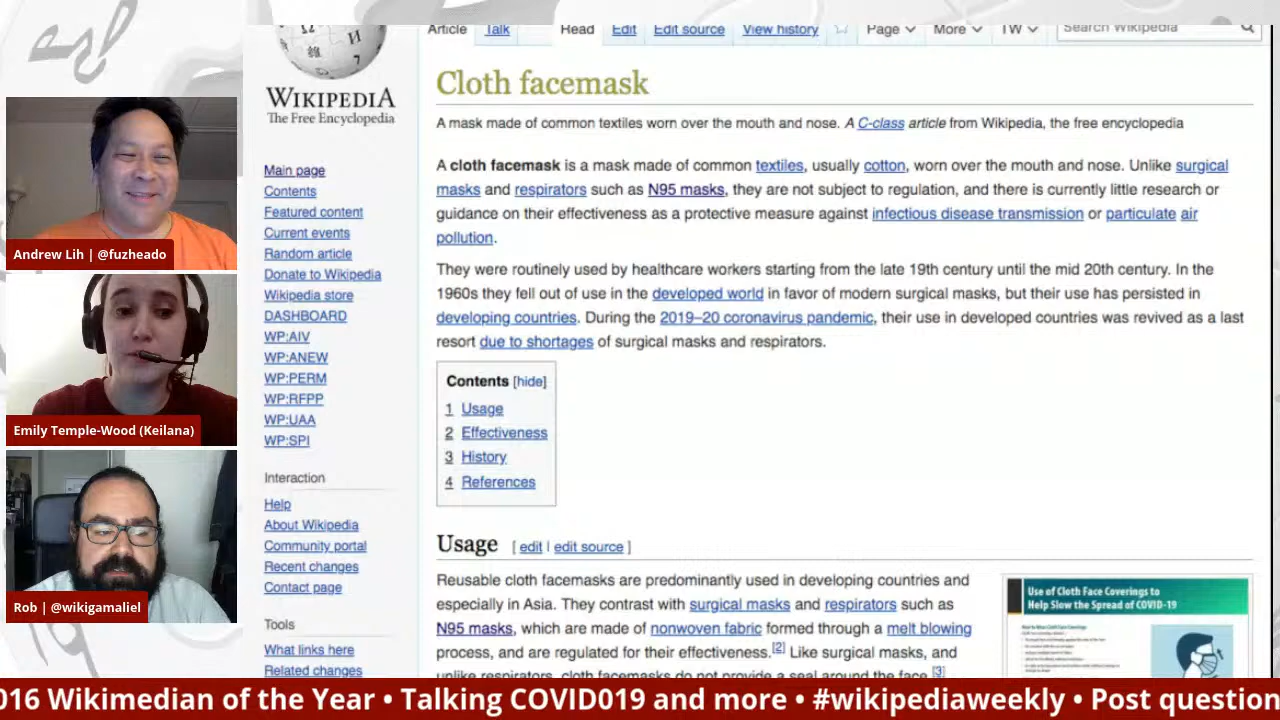 Andrew Lih | @fuzheado
Emily Temple-Wood (Keilana)
Rob | @wikigamaliel
WIKIPEDIA
The Free Encyclopedia
Main page
Contents
Featured content
Current events
Random article
Donate to Wikipedia
Wikipedia store
DASHBOARD
WP:AIV
WP:ANEW
WP:PERM
WP:RFPP
WP:UAA
WP:SPI
Interaction
Help
About Wikipedia
Community portal
Recent changes
Contact page
Tools
What links here
Related changes
Article Talk Read Edit Edit source View history Page More TW Search Wikipedia
Cloth facemask
A mask made of common textiles worn over the mouth and nose. A C-class article from Wikipedia, the free encyclopedia
A cloth facemask is a mask made of common textiles, usually cotton, worn over the mouth and nose. Unlike surgical
masks and respirators such as N95 masks, they are not subject to regulation, and there is currently little research or
guidance on their effectiveness as a protective measure against infectious disease transmission or particulate air
pollution.
They were routinely used by healthcare workers starting from the late 19th century until the mid 20th century. In the
1960s they fell out of use in the developed world in favor of modern surgical masks, but their use has persisted in
developing countries. During the 2019–20 coronavirus pandemic, their use in developed countries was revived as a last
resort due to shortages of surgical masks and respirators.
Contents [hide]
1 Usage
2 Effectiveness
3 History
4 References
Usage [ edit | edit source ]
Reusable cloth facemasks are predominantly used in developing countries and
especially in Asia. They contrast with surgical masks and respirators such as
N95 masks, which are made of nonwoven fabric formed through a melt blowing
process, and are regulated for their effectiveness.[2] Like surgical masks, and
unlike respirators, cloth facemasks do not provide a seal around the face.[3]
Use of Cloth Face Coverings to
Help Slow the Spread of COVID-19
016 Wikimedian of the Year • Talking COVID019 and more • #wikipediaweekly • Post question